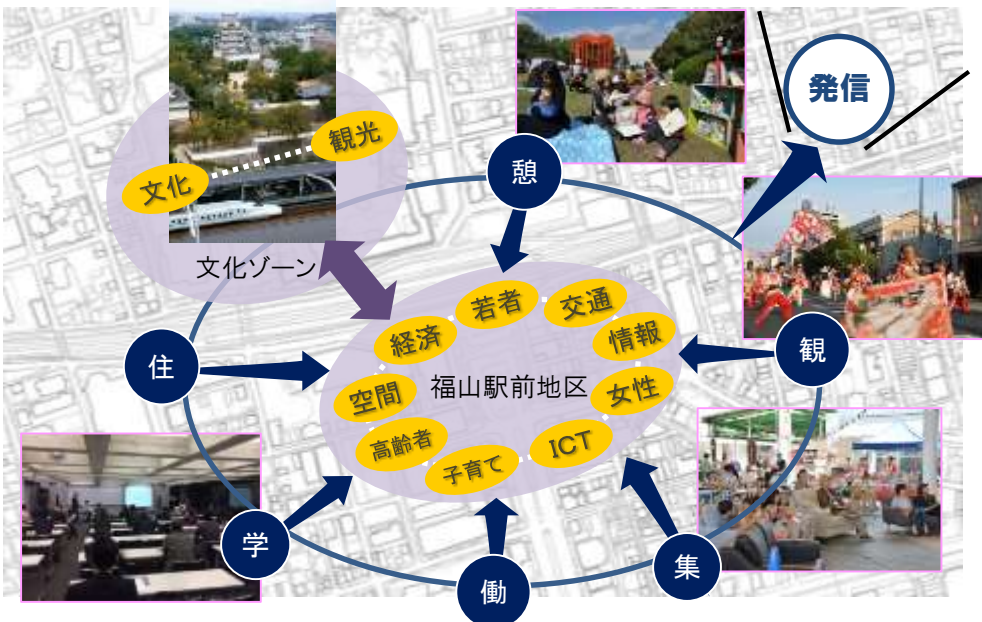 発信
観光
文化
憩
文化ゾーン
若者
交通
経済
情報
住
観
福山駅前地区
空間
女性
高齢者
ICT
子育て
学
集
働